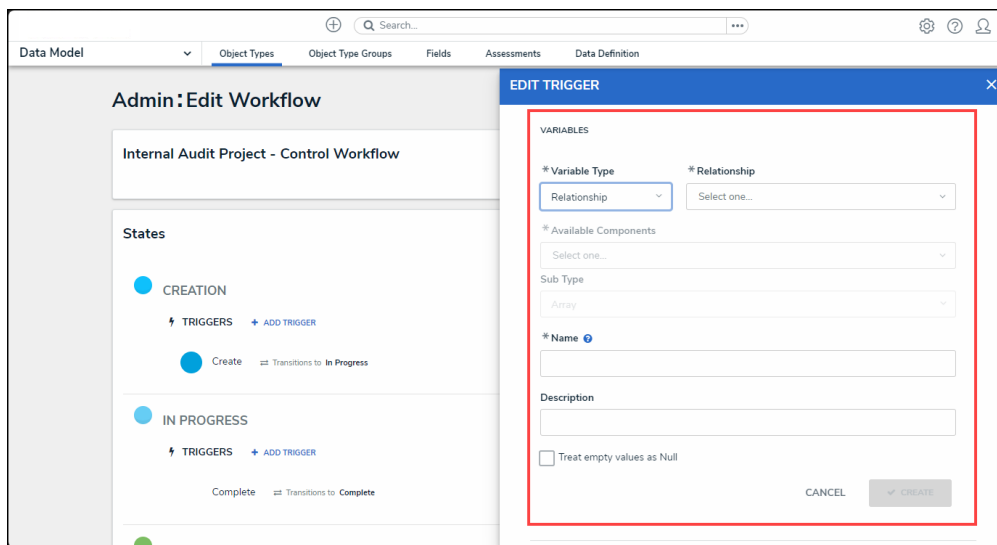 Search...
Data Model
Object Types
Object Type Groups
Fields
Assessments
Data Definition
Admin:Edit Workflow
Internal Audit Project - Control Workflow
States
CREATION
TRIGGERS + ADD TRIGGER
Create Transitions to In Progress
IN PROGRESS
TRIGGERS + ADD TRIGGER
Complete Transitions to Complete
EDIT TRIGGER
VARIABLES
*Variable Type *Relationship
Relationship Select one...
*Available Components
Select one...
Sub Type
Array
*Name ?
Description
Treat empty values as Null
CANCEL CREATE